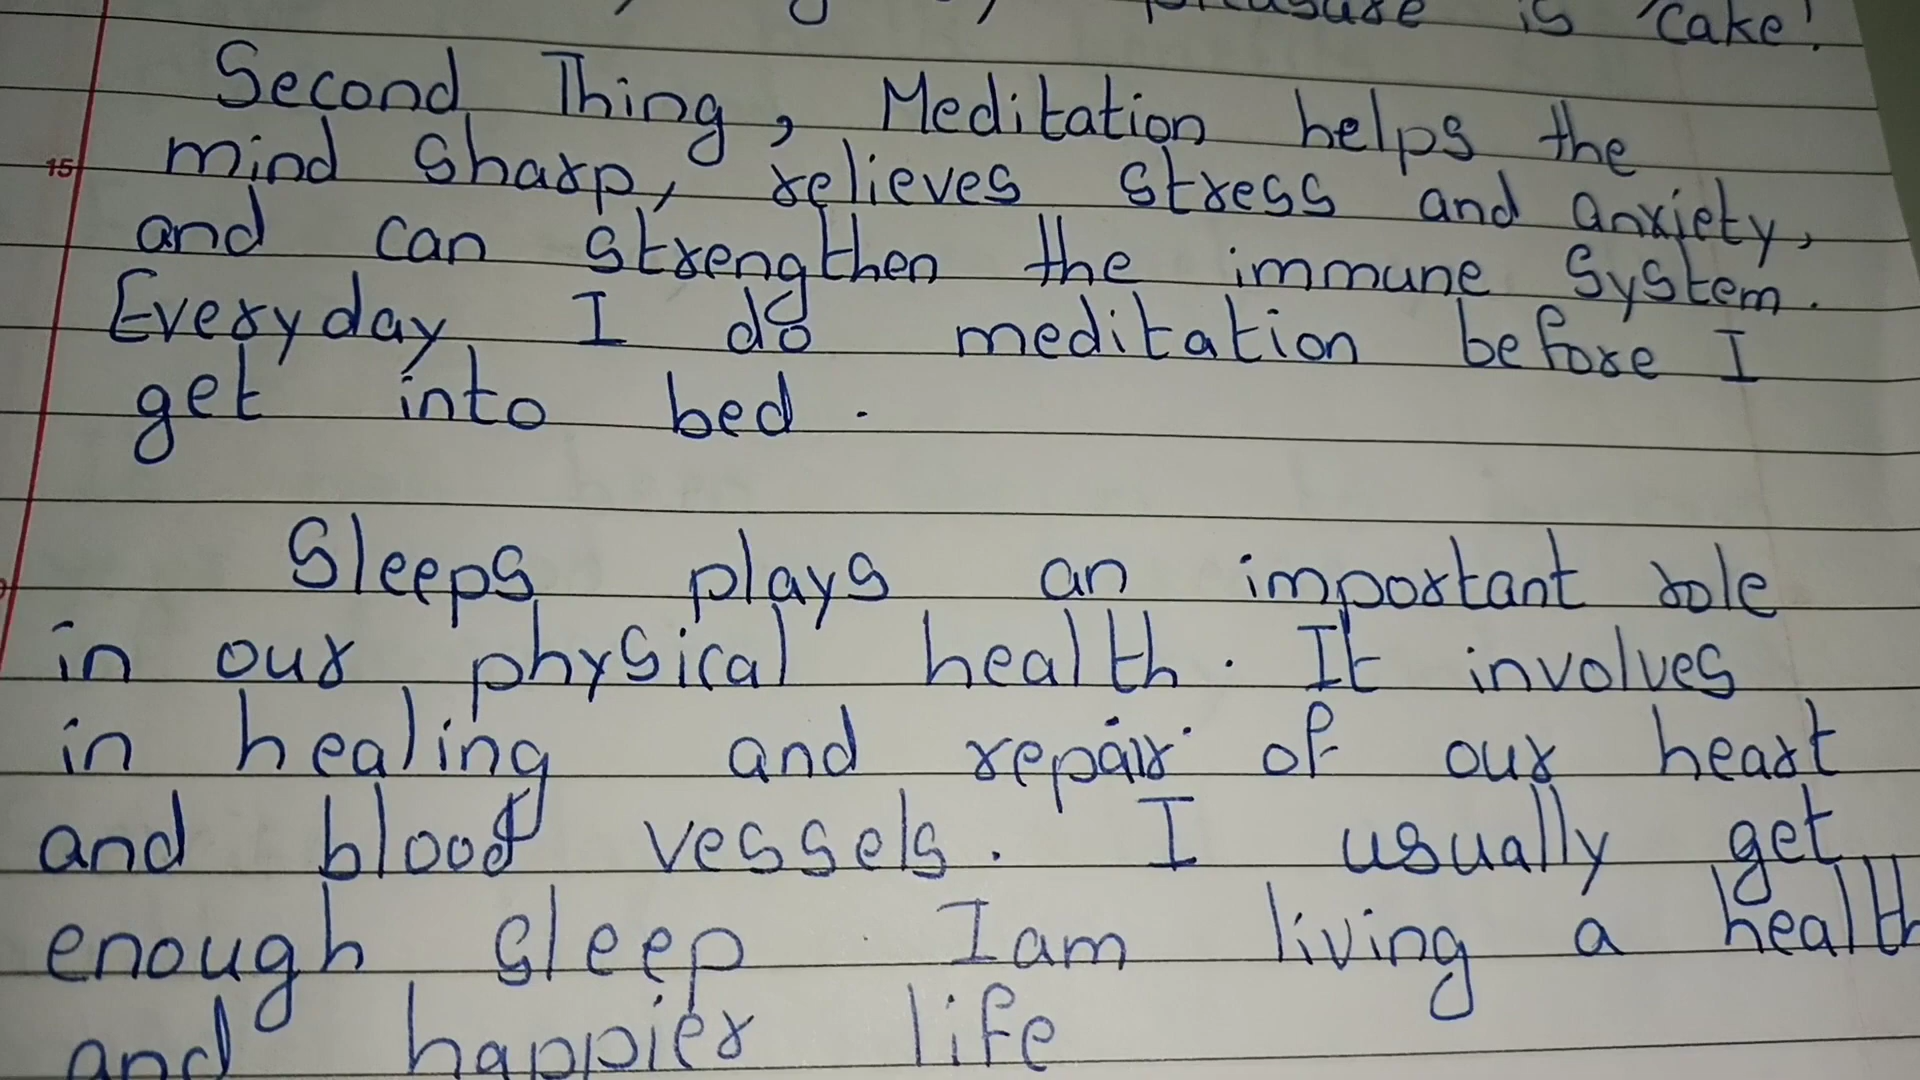 is 'cake'.
Second Thing, Meditation helps the
mind sharp, relieves stress and anxiety,
and can strengthen the immune System.
Everyday I do meditation before I
get into bed.
Sleeps plays an important role
in our physical health. It involves
in healing and repair of our heart
and blood vessels. I usually get
enough sleep. I am living a health
and happier life